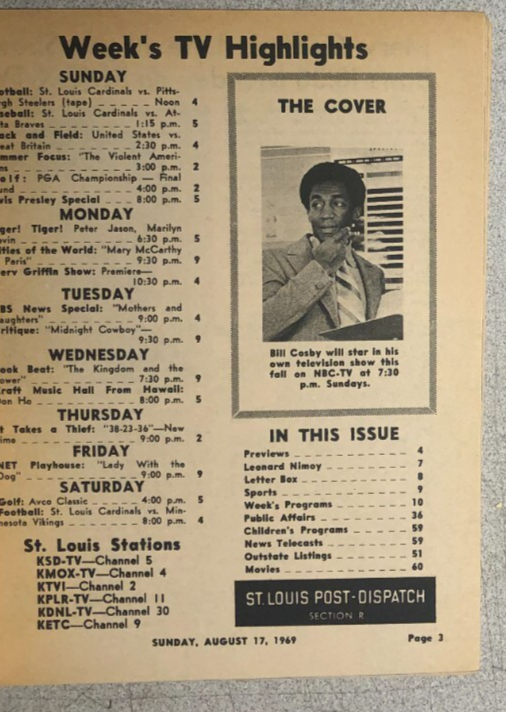 Week's TV Highlights
SUNDAY
otball: St. Louis Cardinals vs. Pitts-
rgh Steelers (tape) _ _ _ _ _ _ Noon 4
seball: St. Louis Cardinals vs. At-
ta Braves _ _ _ _ _ _ _ 1:15 p.m. 5
ack and Field: United States vs.
eat Britain _ _ _ _ _ _ _ 2:30 p.m. 4
mmer Focus: "The Violent Ameri-
ns _ _ _ _ _ _ _ 3:00 p.m. 2
olf: PGA Championship — Final
und _ _ _ _ _ _ _ 4:00 p.m. 2
vis Presley Special _ _ _ 8:00 p.m. 5
MONDAY
ger! Tiger! Peter Jason, Marilyn
vin _ _ _ _ _ _ _ 6:30 p.m. 5
ities of the World: "Mary McCarthy
Paris" _ _ _ _ _ _ _ 9:30 p.m. 9
erv Griffin Show: Premiere—
10:30 p.m. 4
TUESDAY
BS News Special: "Mothers and
aughters" _ _ _ _ _ _ 9:00 p.m. 4
ritique: "Midnight Cowboy"—
9:30 p.m. 9
WEDNESDAY
ook Beat: "The Kingdom and the
ower" _ _ _ _ _ _ _ 7:30 p.m. 9
raft Music Hall From Hawaii:
on Ho _ _ _ _ _ _ _ 8:00 p.m. 5
THURSDAY
t Takes a Thief: "38-23-36"—New
ime _ _ _ _ _ _ _ 9:00 p.m. 2
FRIDAY
NET Playhouse: "Lady With the
Dog" _ _ _ _ _ _ _ 9:00 p.m. 9
SATURDAY
Golf: Avco Classic _ _ _ _ 4:00 p.m. 5
Football: St. Louis Cardinals vs. Min-
nesota Vikings _ _ _ _ _ _ 8:00 p.m. 4
St. Louis Stations
KSD-TV—Channel 5
KMOX-TV—Channel 4
KTVI—Channel 2
KPLR-TV—Channel 11
KDNL-TV—Channel 30
KETC—Channel 9
THE COVER
Bill Cosby will star in his
own television show this
fall on NBC-TV at 7:30
p.m. Sundays.
IN THIS ISSUE
Previews _ _ _ _ _ _ _ 4
Leonard Nimoy _ _ _ _ _ _ 7
Letter Box _ _ _ _ _ _ _ 8
Sports _ _ _ _ _ _ _ 9
Week's Programs _ _ _ _ _ _ 10
Public Affairs _ _ _ _ _ _ 36
Children's Programs _ _ _ _ _ 59
News Telecasts _ _ _ _ _ _ 59
Outstate Listings _ _ _ _ _ _ 51
Movies _ _ _ _ _ _ _ 60
ST. LOUIS POST-DISPATCH
SECTION R
SUNDAY, AUGUST 17, 1969
Page 3